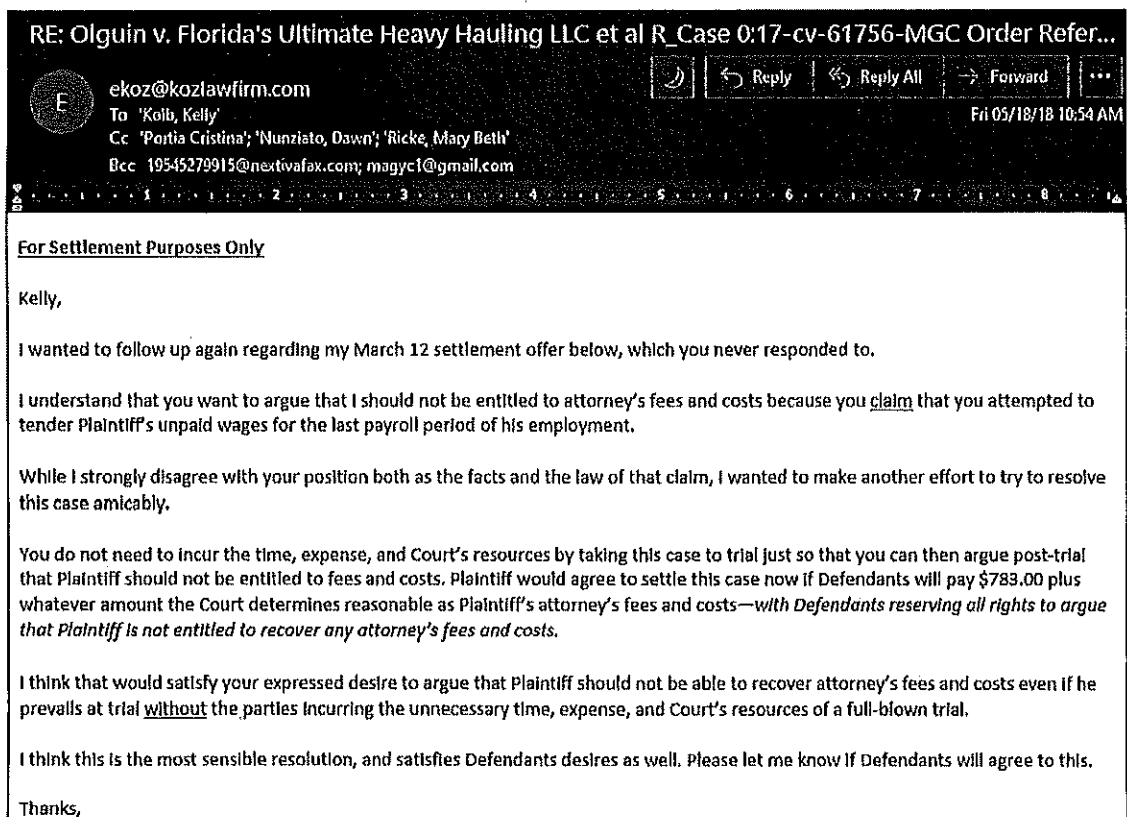 RE: Olguin v. Florida's Ultimate Heavy Hauling LLC et al R_Case 0:17-cv-61756-MGC Order Refer...
Reply Reply All Forward ...
E
ekoz@kozlawfirm.com
Fri 05/18/18 10:54 AM
To 'Kolb, Kelly'
Cc 'Portia Cristina'; 'Nunziato, Dawn'; 'Ricke, Mary Beth'
Bcc 19545279915@nextivafax.com; magyc1@gmail.com
1 2 3 4 5 6 7 8
For Settlement Purposes Only
Kelly,
I wanted to follow up again regarding my March 12 settlement offer below, which you never responded to.
I understand that you want to argue that I should not be entitled to attorney's fees and costs because you claim that you attempted to
tender Plaintiff's unpaid wages for the last payroll period of his employment.
While I strongly disagree with your position both as the facts and the law of that claim, I wanted to make another effort to try to resolve
this case amicably.
You do not need to incur the time, expense, and Court's resources by taking this case to trial just so that you can then argue post-trial
that Plaintiff should not be entitled to fees and costs. Plaintiff would agree to settle this case now if Defendants will pay $783.00 plus
whatever amount the Court determines reasonable as Plaintiff's attorney's fees and costs—with Defendants reserving all rights to argue
that Plaintiff is not entitled to recover any attorney's fees and costs.
I think that would satisfy your expressed desire to argue that Plaintiff should not be able to recover attorney's fees and costs even if he
prevails at trial without the parties incurring the unnecessary time, expense, and Court's resources of a full-blown trial.
I think this is the most sensible resolution, and satisfies Defendants desires as well. Please let me know if Defendants will agree to this.
Thanks,